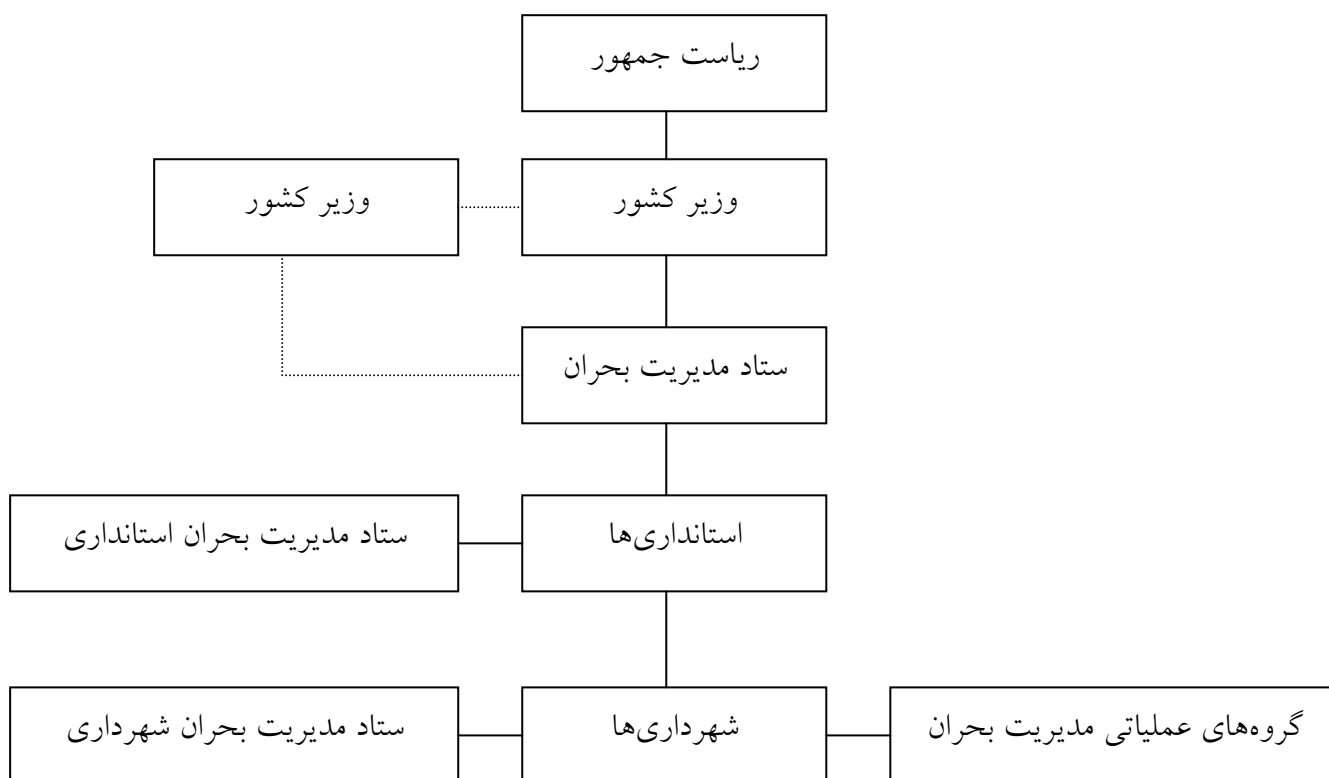 ریاست جمهور
وزیر کشور
وزیر کشور
ستاد مدیریت بحران
استانداری‌ها
ستاد مدیریت بحران استانداری
گروه‌های عملیاتی مدیریت بحران
شهرداری‌ها
ستاد مدیریت بحران شهرداری